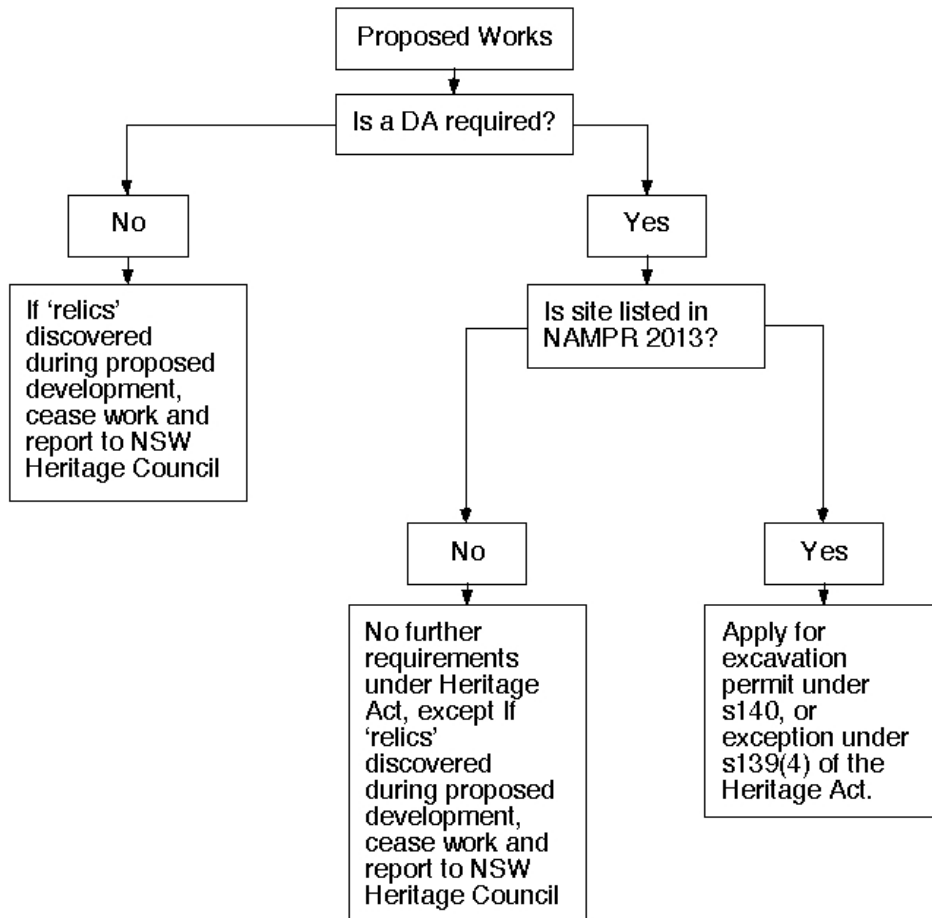 Proposed Works
Is a DA required?
No
Yes
If ‘relics’
discovered
during proposed
development,
cease work and
report to NSW
Heritage Council
Is site listed in
NAMPR 2013?
No
Yes
No further
requirements
under Heritage
Act, except If
‘relics’
discovered
during proposed
development,
cease work and
report to NSW
Heritage Council
Apply for
excavation
permit under
s140, or
exception under
s139(4) of the
Heritage Act.